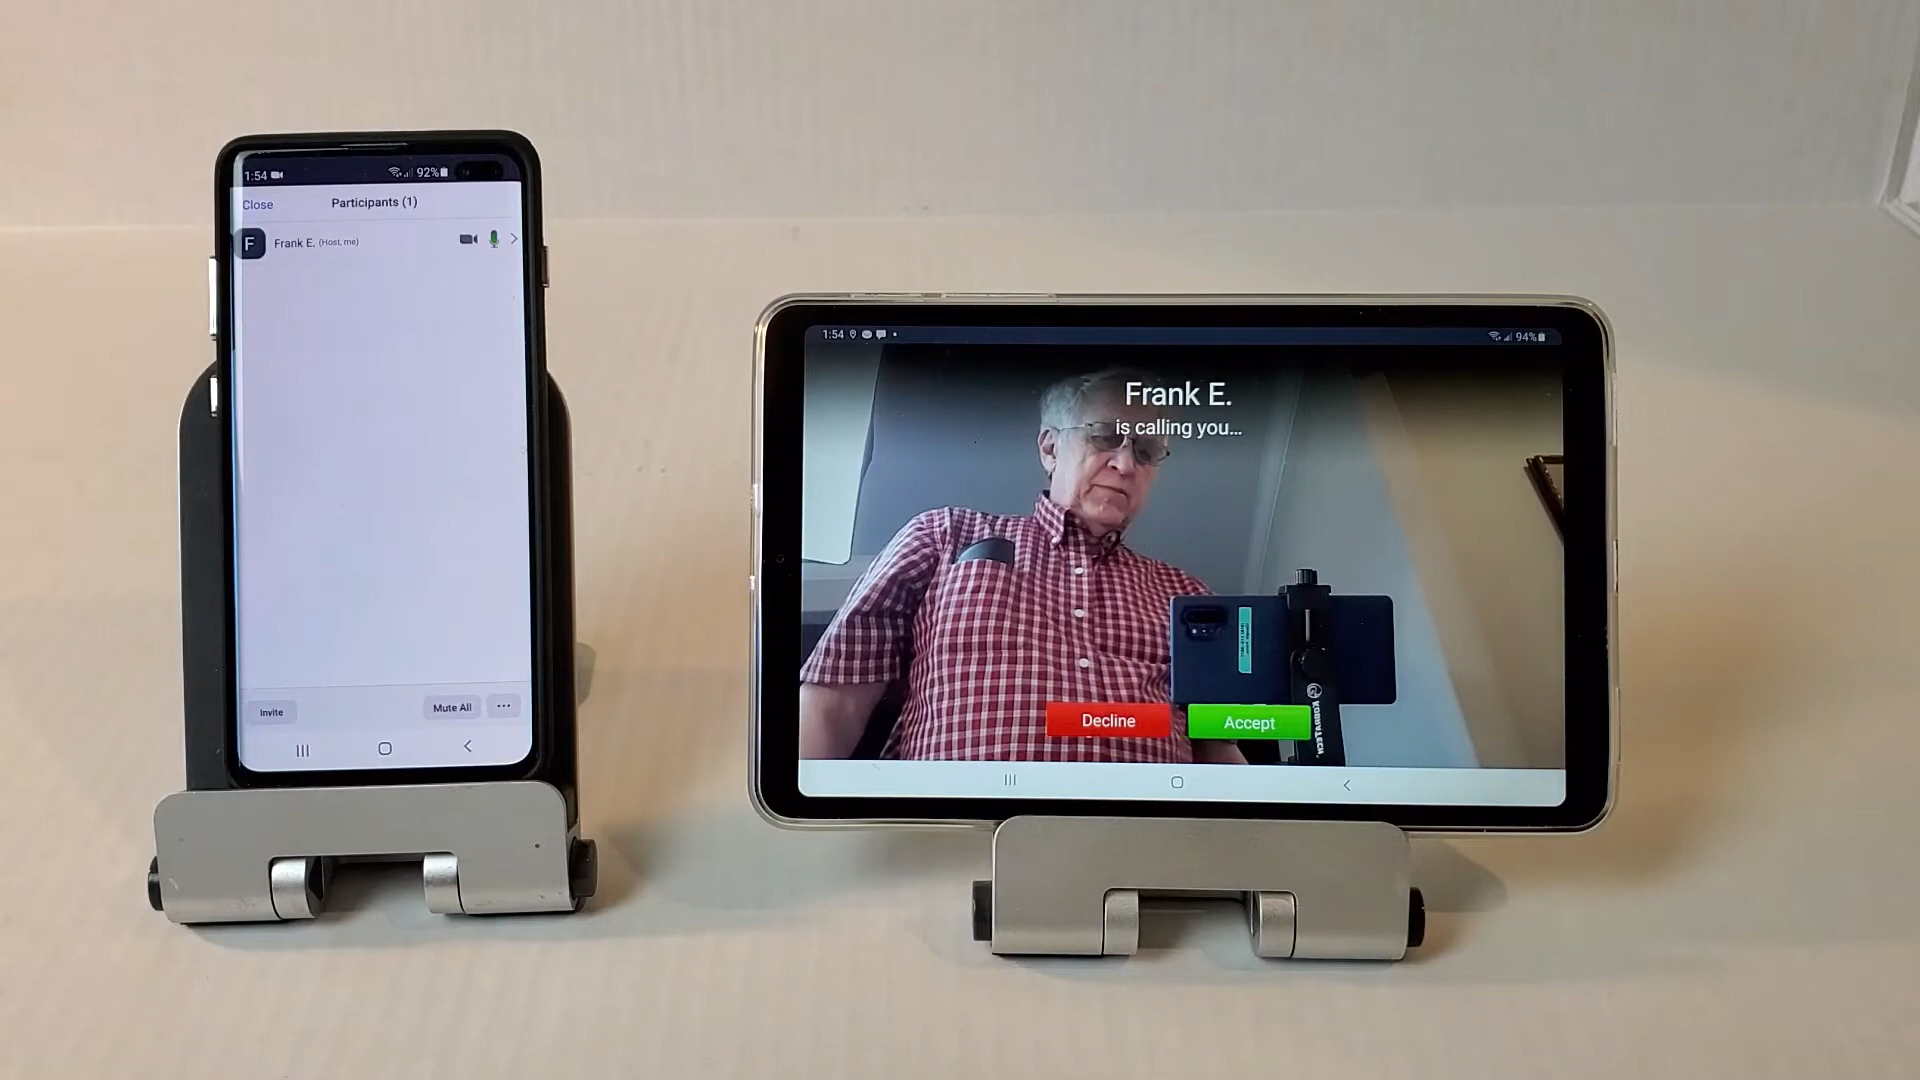 1:54
92%
Close
Participants (1)
F
Frank E. (Host, me)
Invite
Mute All
...
1:54
94%
Frank E.
is calling you...
Decline
Accept
KOBRATECH